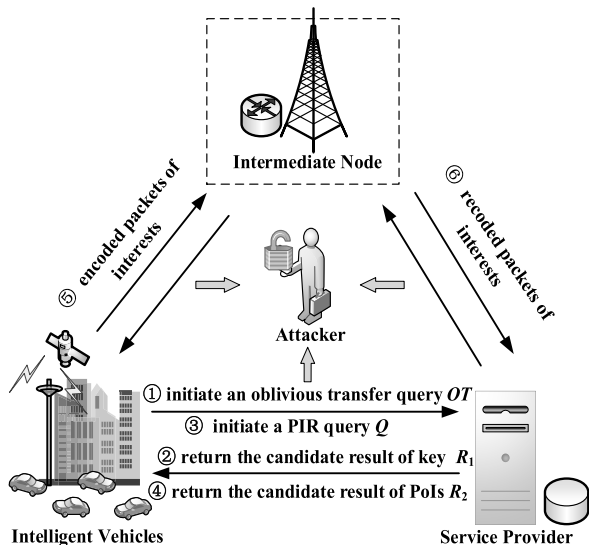 Intermediate Node
⑤ encoded packets of
interests
⑥ recoded packets of
interests
Attacker
① initiate an oblivious transfer query OT
③ initiate a PIR query Q
② return the candidate result of key R1
④ return the candidate result of PoIs R2
Intelligent Vehicles
Service Provider